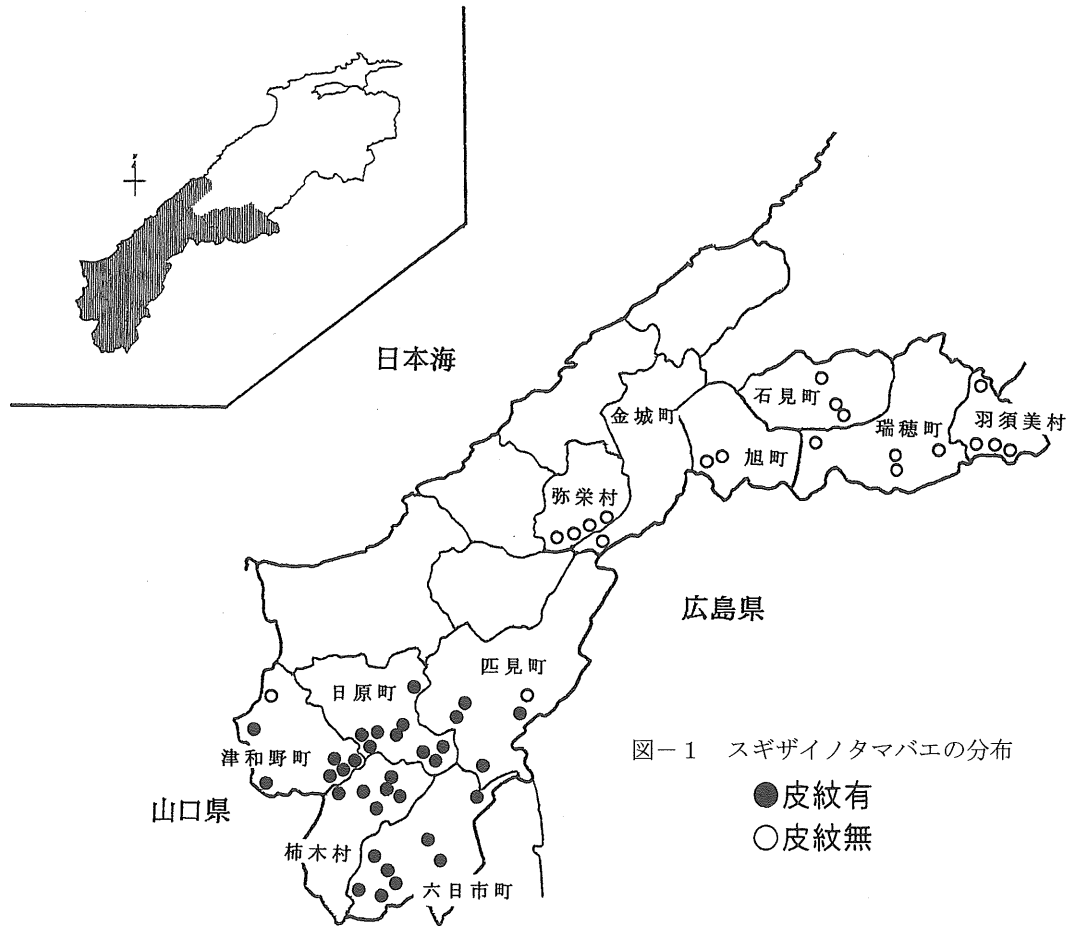 日本海
石見町
金城町
瑞穂町
羽須美村
旭町
弥栄村
広島県
匹見町
日原町
図－1 スギザイノタマバエの分布
津和野町
●皮紋有
山口県
○皮紋無
柿木村
六日市町